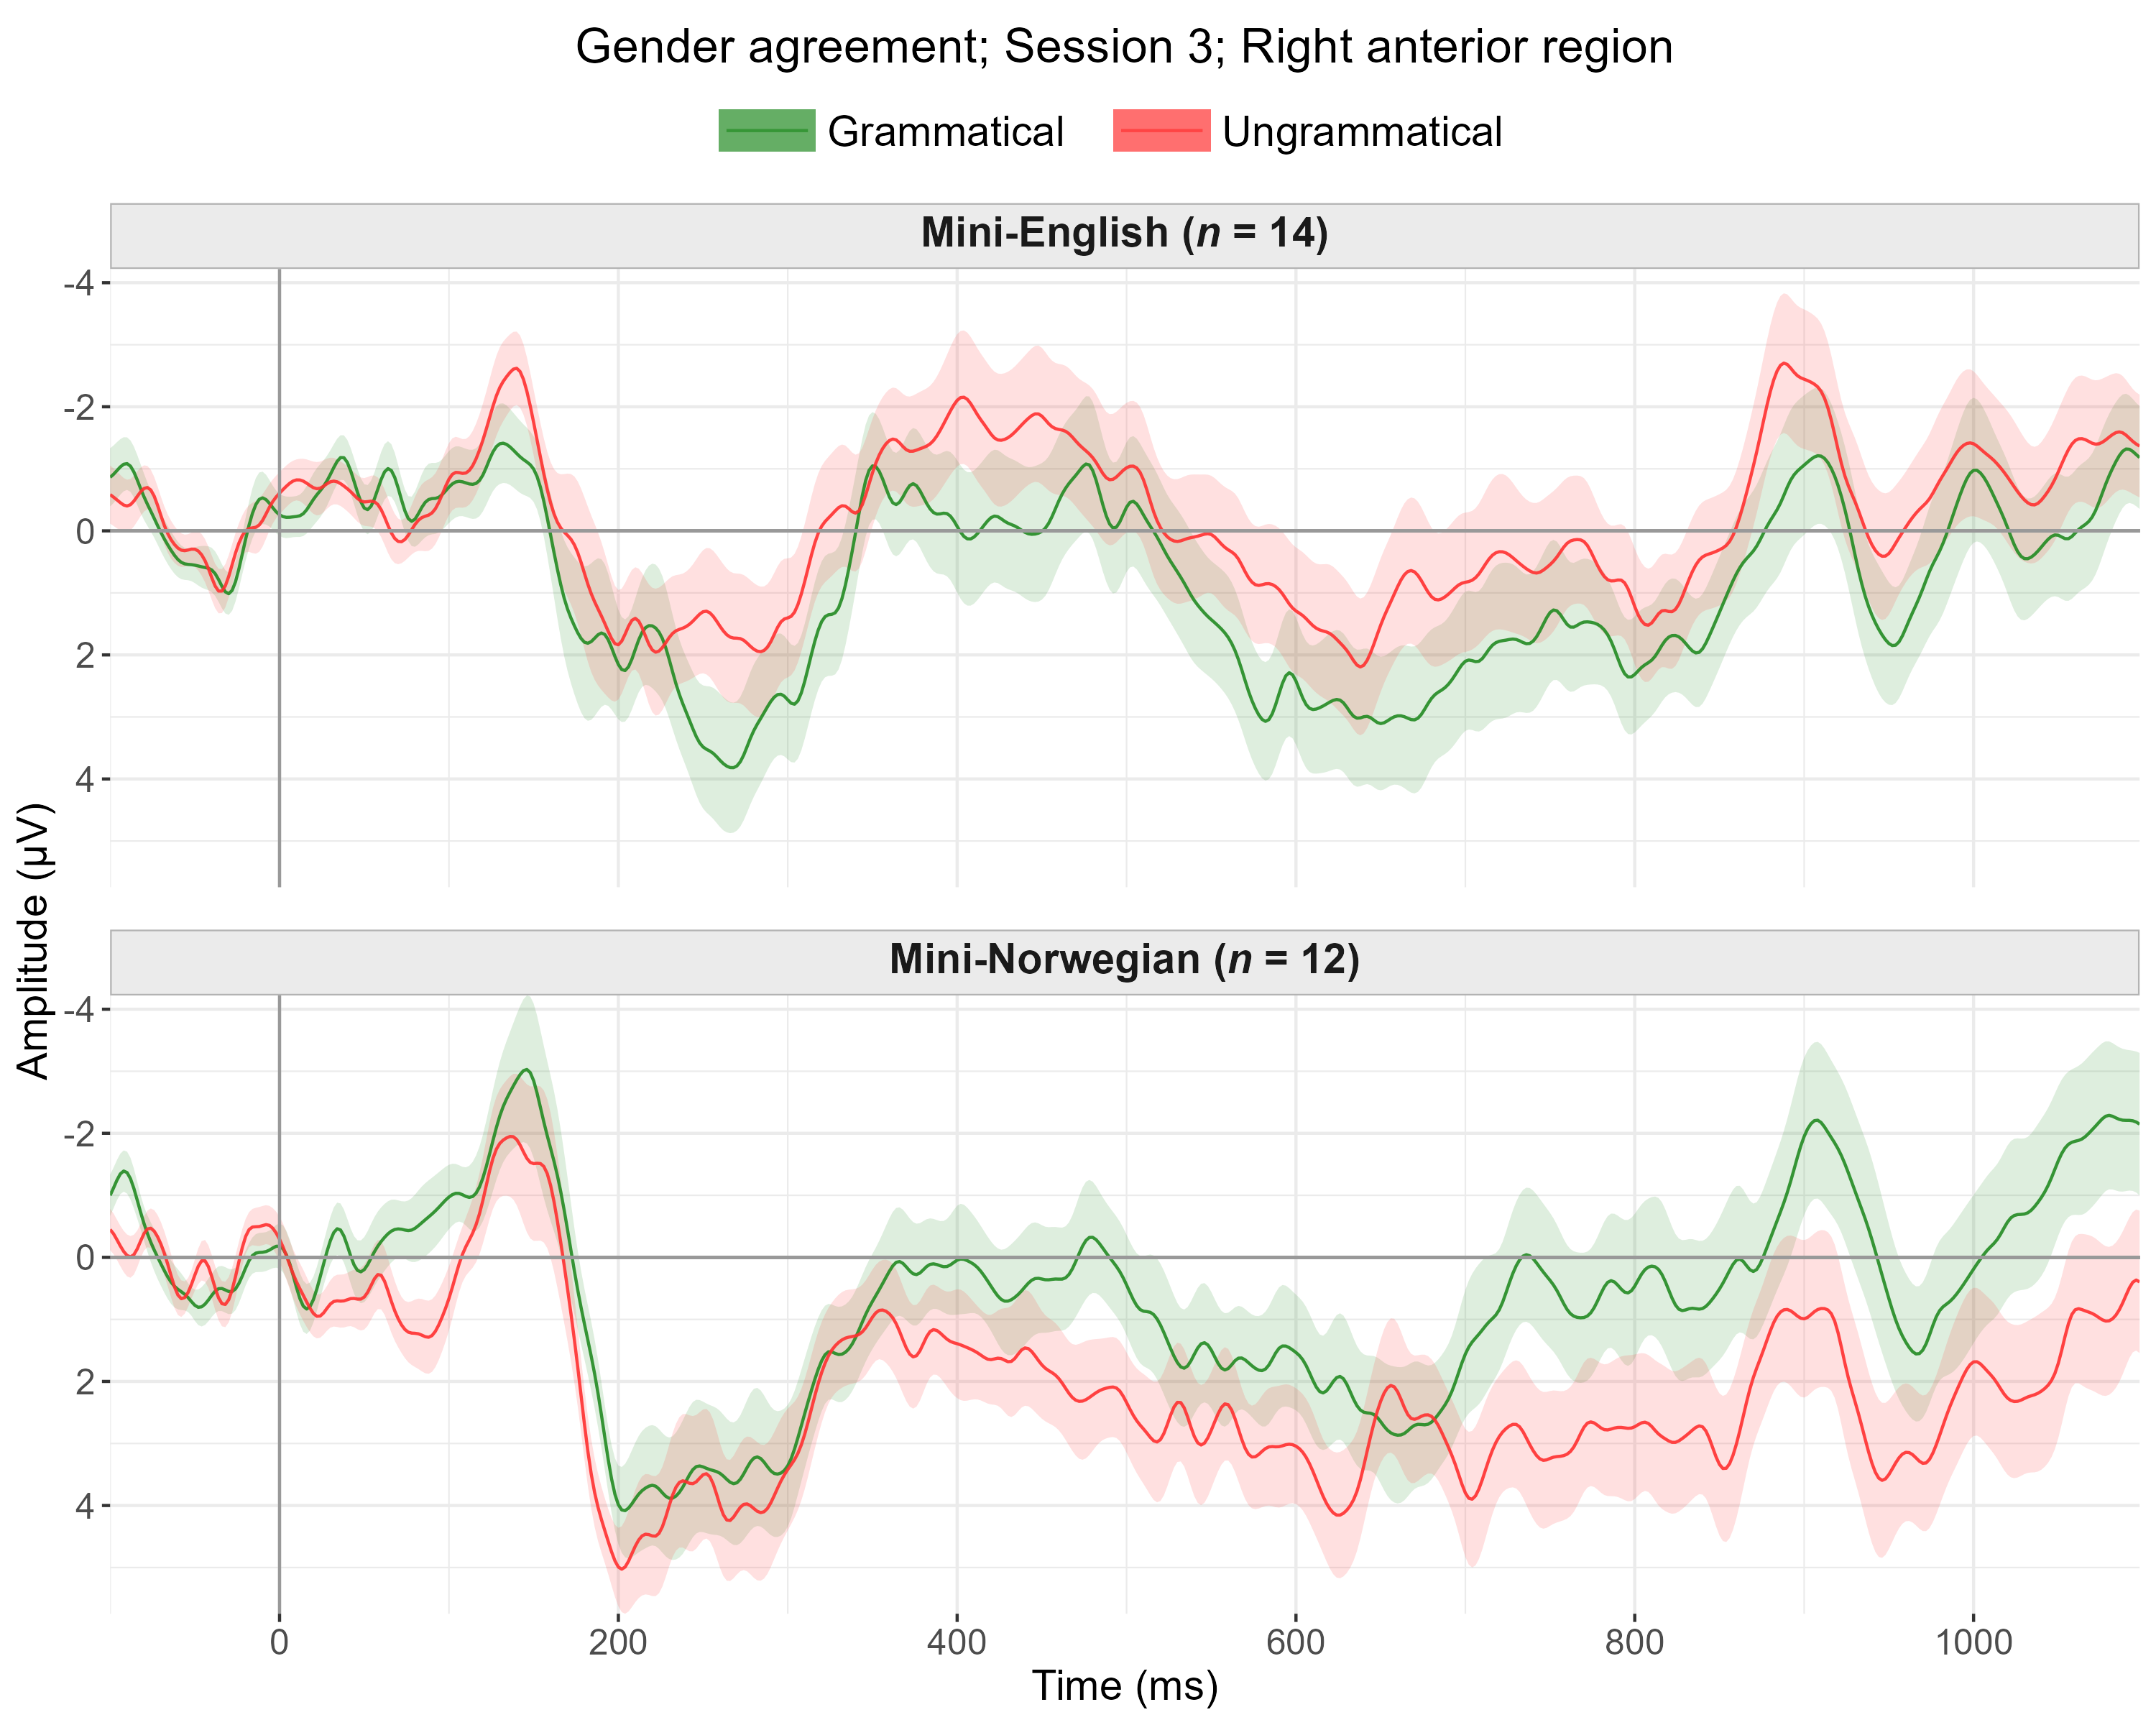 Gender agreement; Session 3; Right anterior region
Grammatical
Ungrammatical
Mini-English (n = 14)
-4
-2
0
2
4
Amplitude (µV)
Mini-Norwegian (n = 12)
-4
-2
0
2
4
0
200
400
600
800
1000
Time (ms)